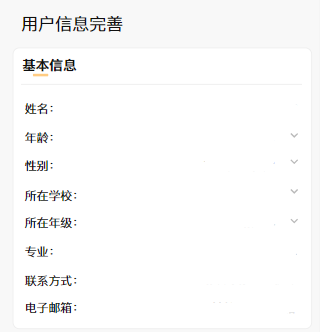 用户信息完善
基本信息
姓名：
年龄：
性别：
所在学校：
所在年级：
专业：
联系方式：
电子邮箱：